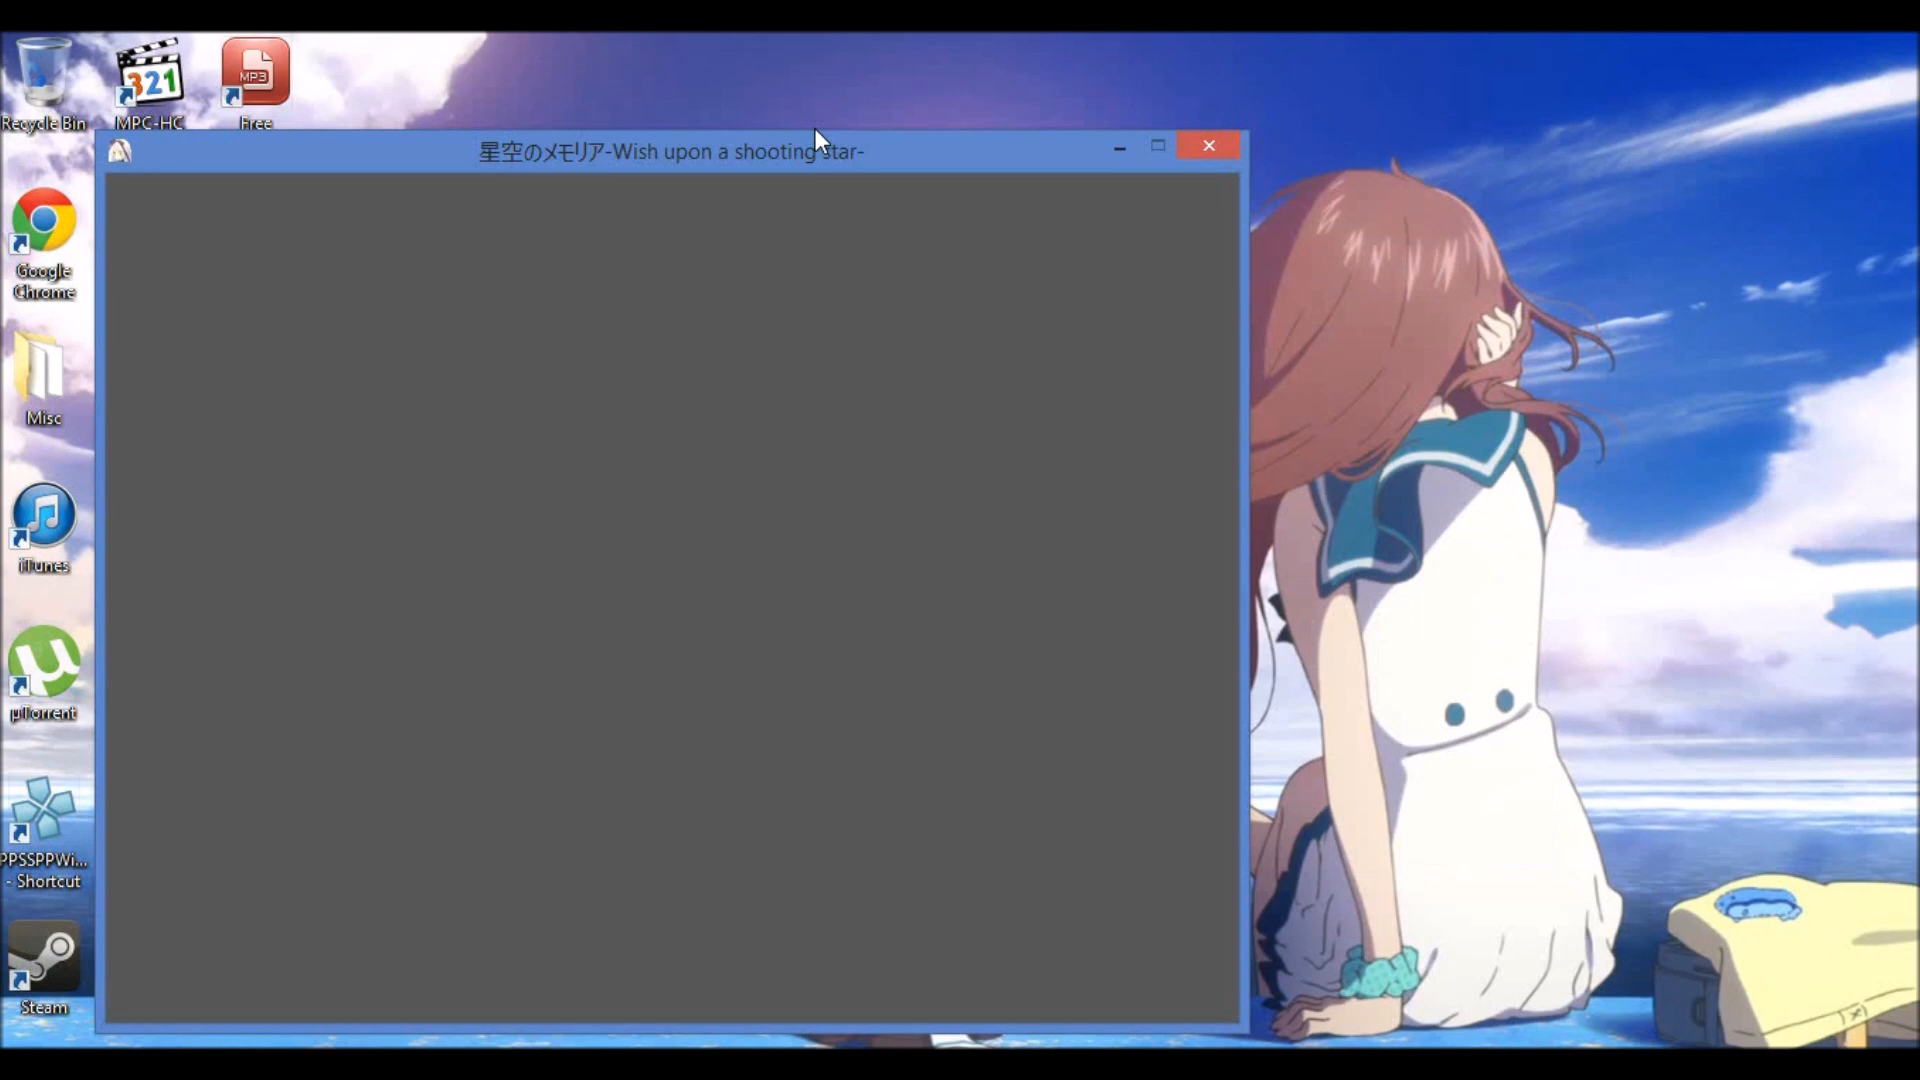 Recycle Bin
MPC-HC
MP3
Free
321
星空のメモリア-Wish upon a shooting star-
Google
Chrome
Misc
iTunes
µTorrent
PPSSPPWi...
- Shortcut
Steam